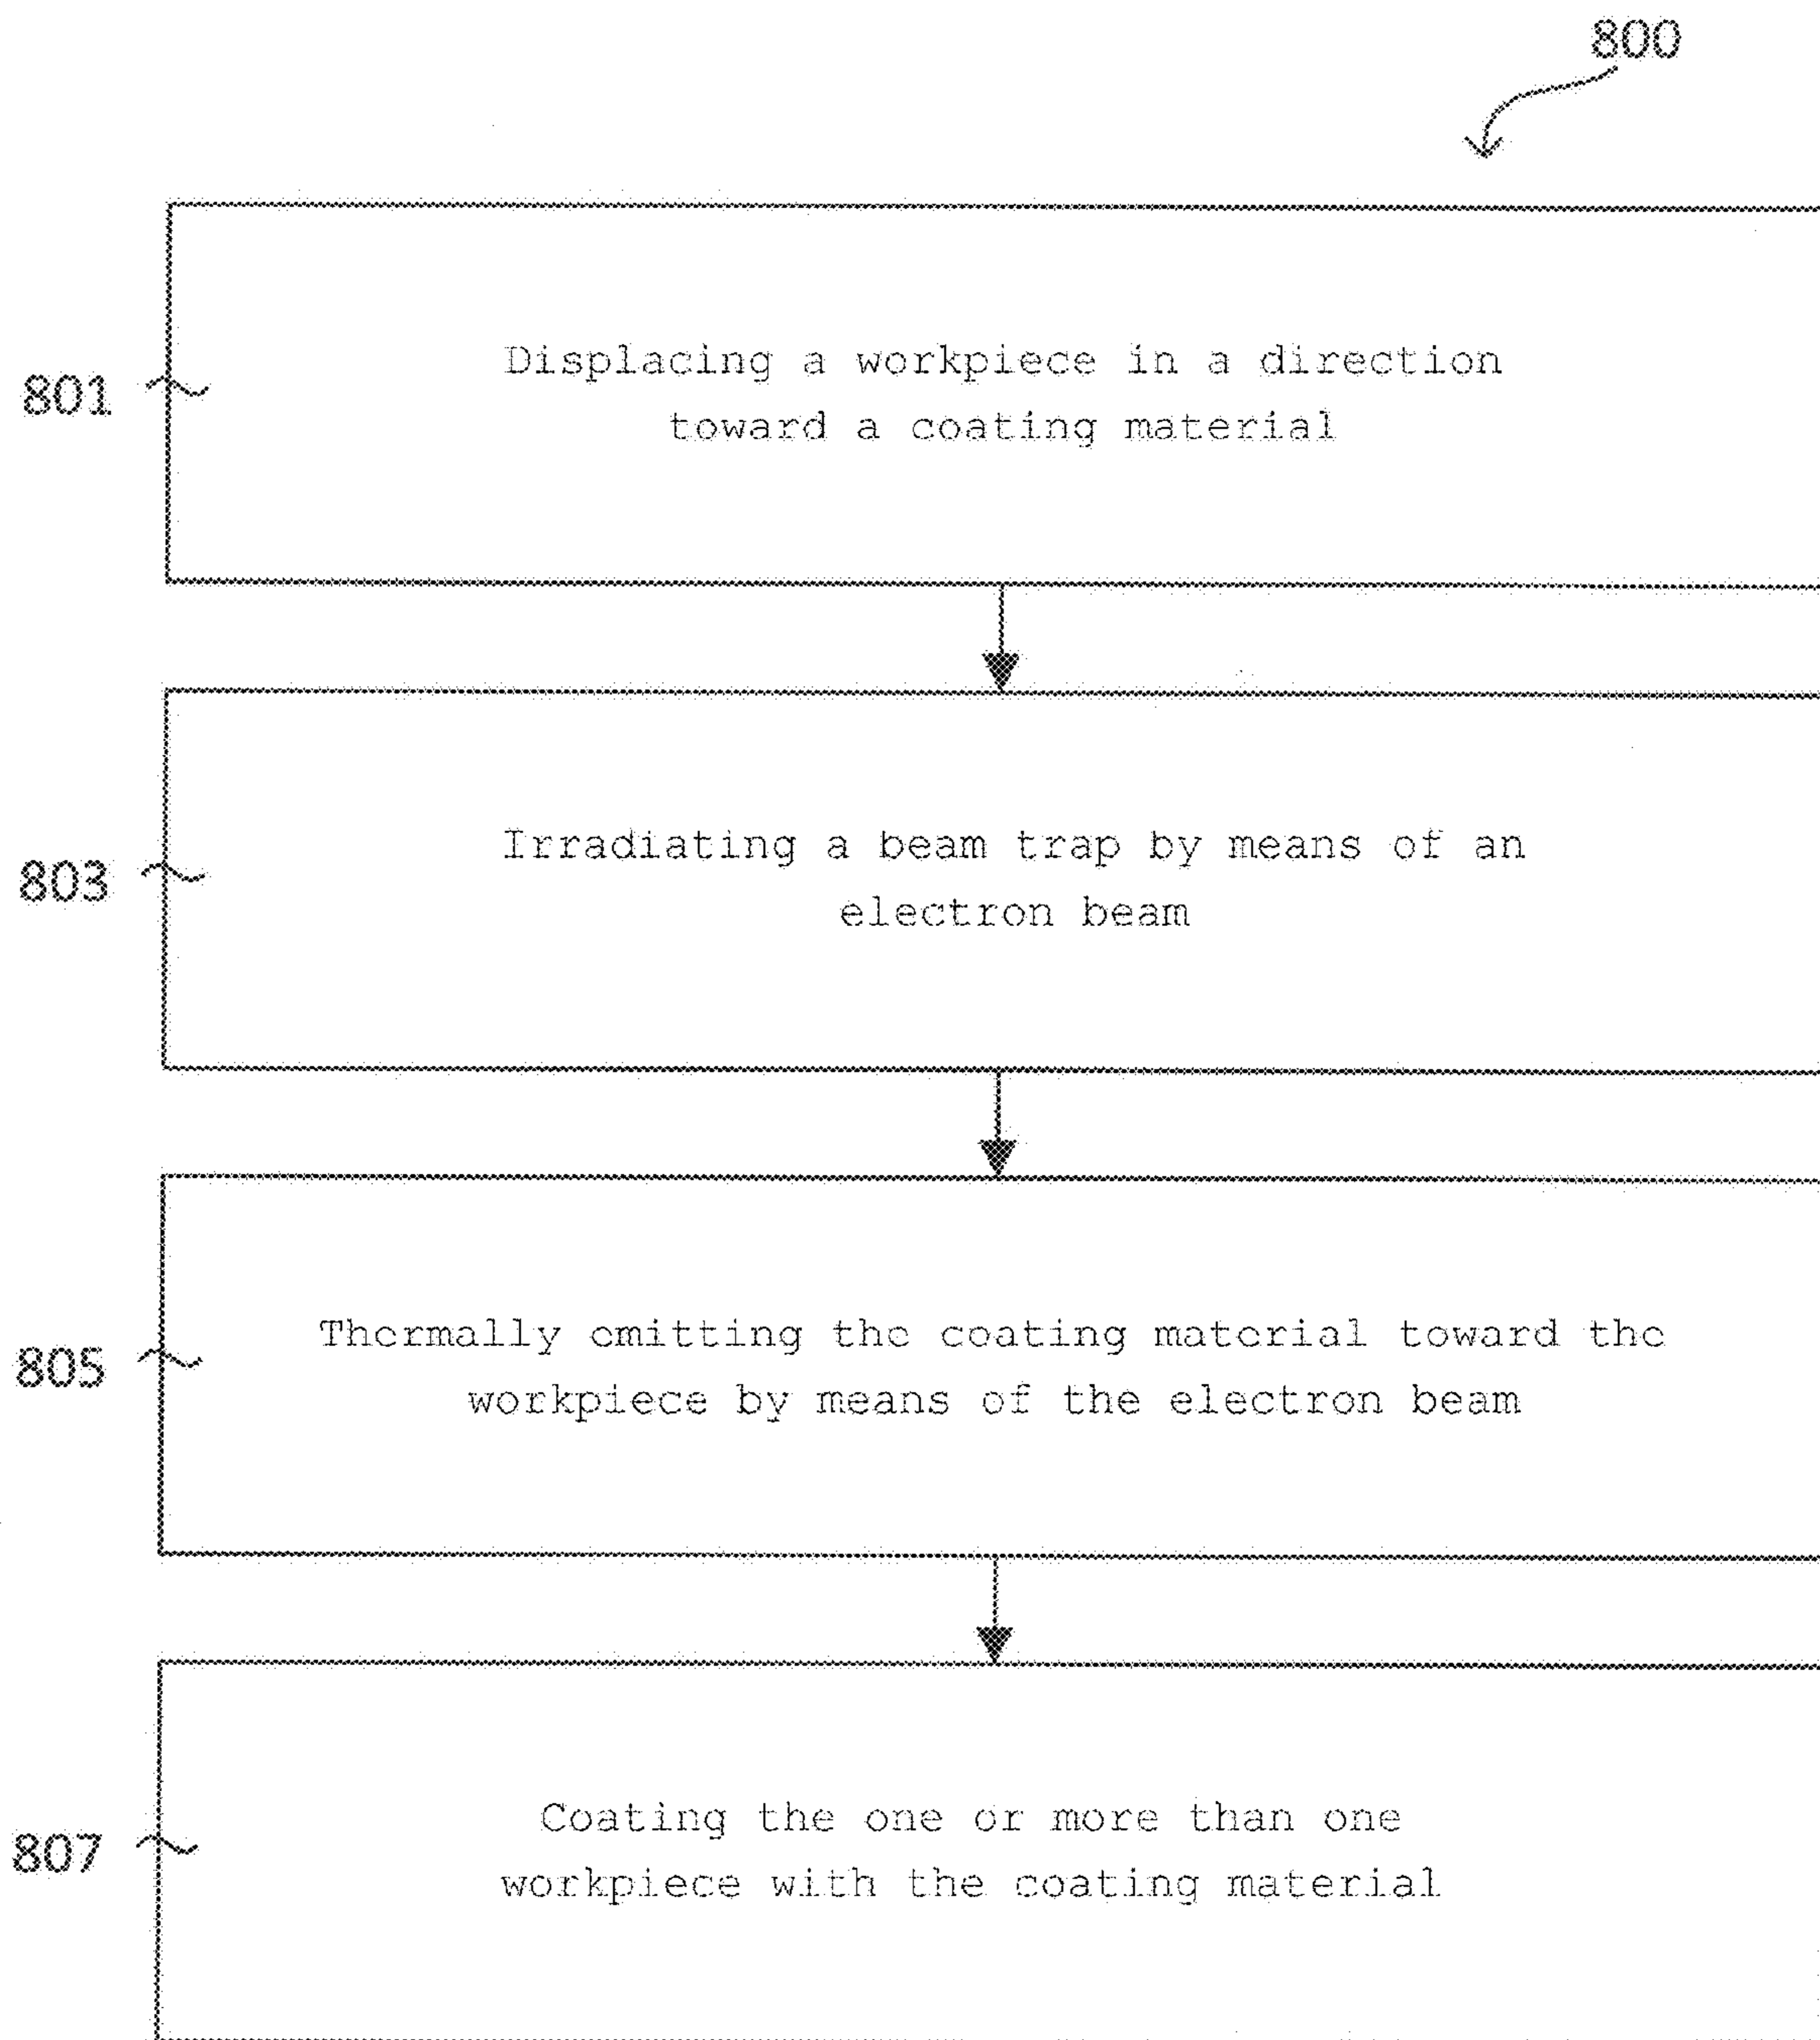 800
801
Displacing a workpiece in a direction
toward a coating material
803
Irradiating a beam trap by means of an
electron beam
805
Thermally emitting the coating material toward the
workpiece by means of the electron beam
807
Coating the one or more than one
workpiece with the coating material